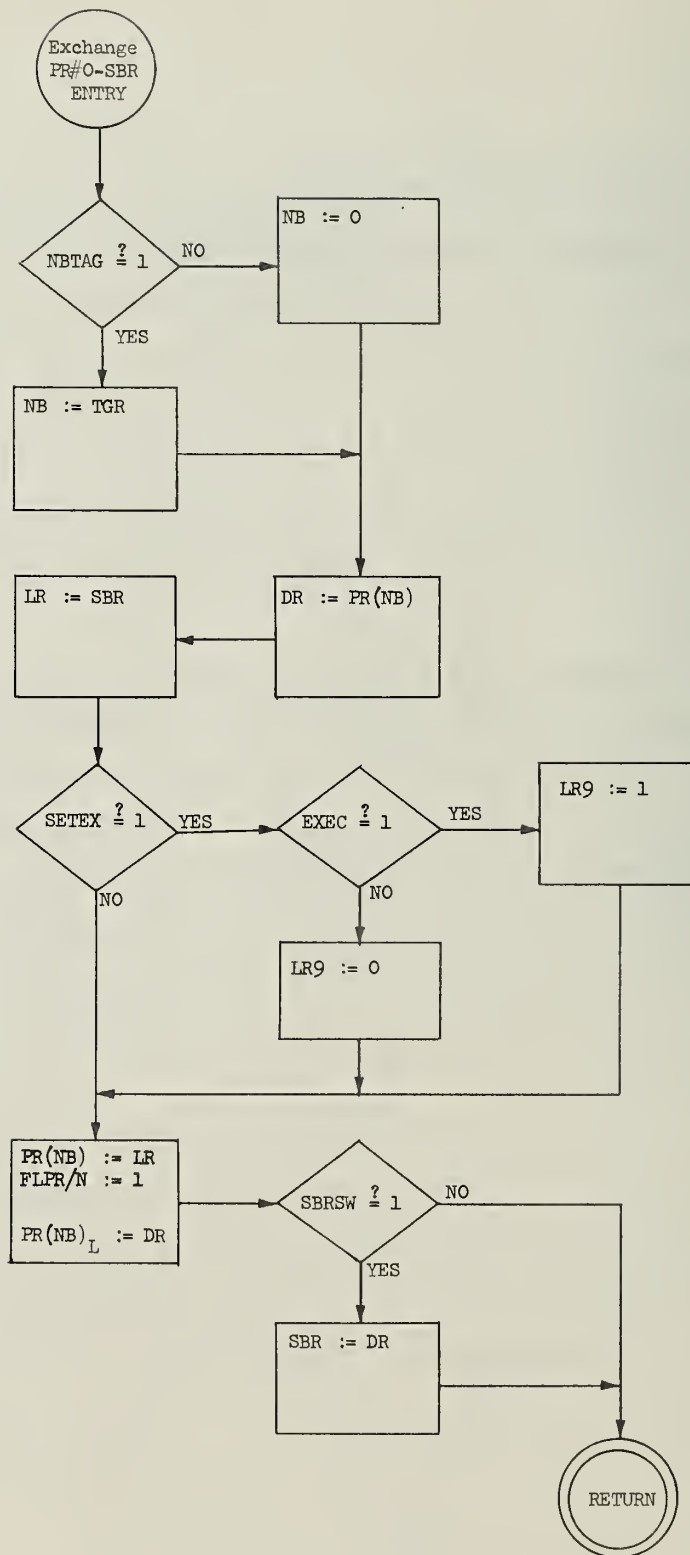 Exchange
PR#0-SBR
ENTRY
NBTAG ≟ 1
NO
NB := 0
YES
NB := TGR
LR := SBR
DR := PR(NB)
SETEX ≟ 1
YES
EXEC ≟ 1
YES
LR9 := 1
NO
NO
LR9 := 0
PR(NB) := LR
FLPR/N := 1
PR(NB)L := DR
SBRSW ≟ 1
NO
YES
SBR := DR
RETURN